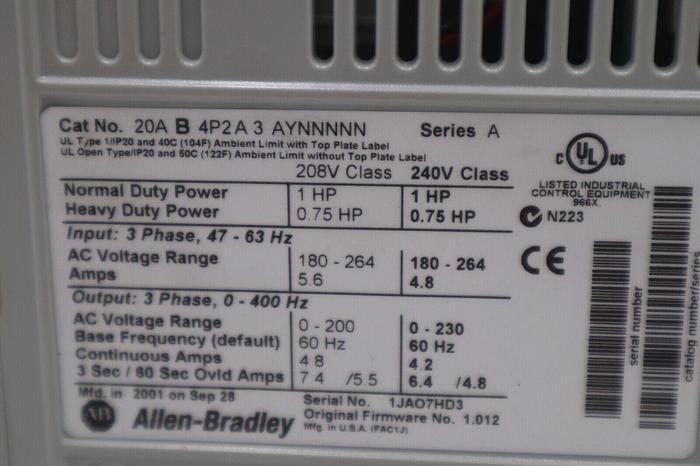 Cat No. 20A B 4P2 A 3 AYNNNNN Series A
UL Type 1/IP20 and 40C (104F) Ambient Limit with Top Plate Label
UL Open Type/IP20 and 50C (122F) Ambient Limit without Top Plate Label
208V Class 240V Class
Normal Duty Power 1 HP 1 HP
Heavy Duty Power 0.75 HP 0.75 HP
Input: 3 Phase, 47 - 63 Hz
AC Voltage Range 180 - 264 180 - 264
Amps 5.6 4.8
Output: 3 Phase, 0 - 400 Hz
AC Voltage Range 0 - 200 0 - 230
Base Frequency (default) 60 Hz 60 Hz
Continuous Amps 4 8 4.2
3 Sec / 60 Sec Ovld Amps 7 4 /5.5 6.4 /4.8
Mfd. in 2001 on Sep 28 Serial No. 1JAO7HD3
AB Allen-Bradley Original Firmware No. 1.012
Mfg. in U.S.A. (FAC1J)
C UL US
LISTED INDUSTRIAL
CONTROL EQUIPMENT
966X
N223
CE
serial number
catalog number/series